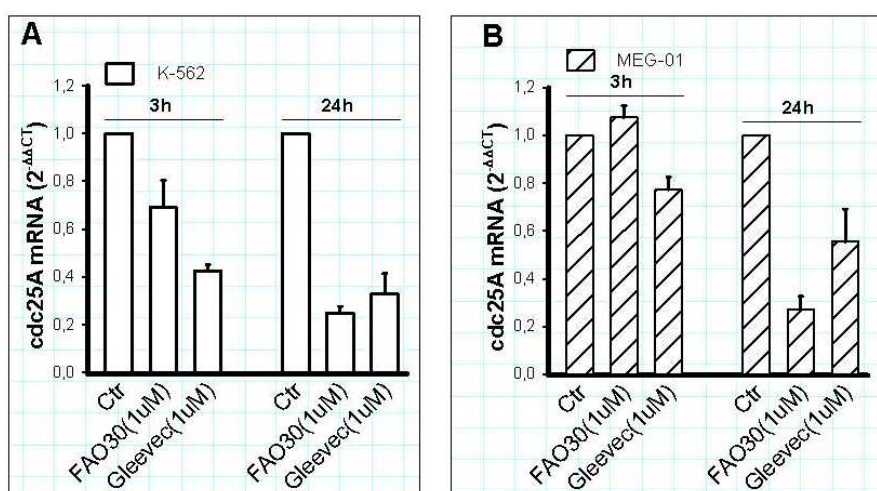 A
K-562
3h
24h
cdc25A mRNA (2^-ΔΔCT)
1,2
1,0
0,8
0,6
0,4
0,2
0,0
Ctr
FAO30(1uM)
Gleevec(1uM)
Ctr
FAO30(1uM)
Gleevec(1uM)
B
MEG-01
3h
24h
cdc25A mRNA (2^-ΔΔCT)
1,2
1,0
0,8
0,6
0,4
0,2
0,0
Ctr
FAO30(1uM)
Gleevec(1uM)
Ctr
FAO30(1uM)
Gleevec(1uM)